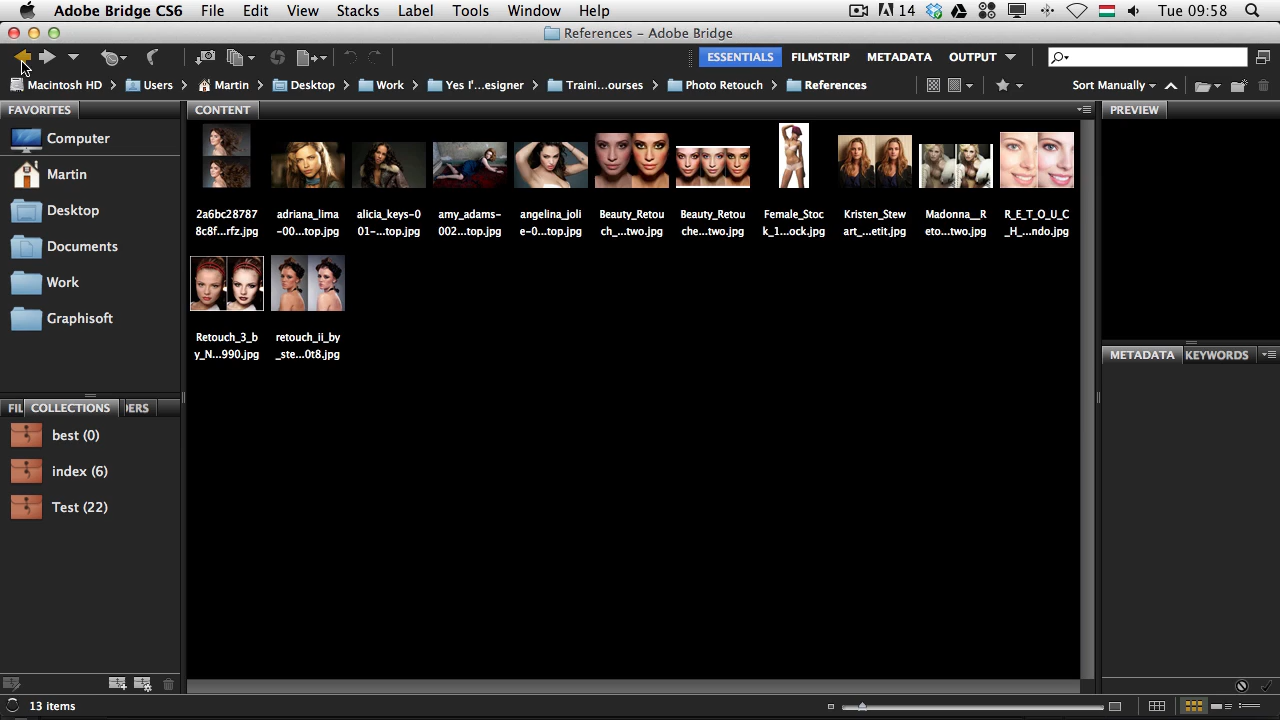 Adobe Bridge CS6 File Edit View Stacks Label Tools Window Help 14 Tue 09:58
References – Adobe Bridge
ESSENTIALS FILMSTRIP METADATA OUTPUT
Macintosh HD Users Martin Desktop Work Yes I'...esigner Traini...ourses Photo Retouch References Sort Manually
FAVORITES
Computer
Martin
Desktop
Documents
Work
Graphisoft
FIL COLLECTIONS DERS
best (0)
index (6)
Test (22)
CONTENT
2a6bc28787 adriana_lima alicia_keys-0 amy_adams- angelina_joli Beauty_Retou Beauty_Retou Female_Stoc Kristen_Stew Madonna__R R_E_T_O_U_C
8c8f...rfz.jpg -00...top.jpg 01-...top.jpg 002...top.jpg e-0...top.jpg ch_...two.jpg che...two.jpg k_1...ock.jpg art_...etit.jpg eto...two.jpg _H_...ndo.jpg
Retouch_3_b retouch_ii_by
y_N...990.jpg _ste...0t8.jpg
PREVIEW
METADATA KEYWORDS
13 items